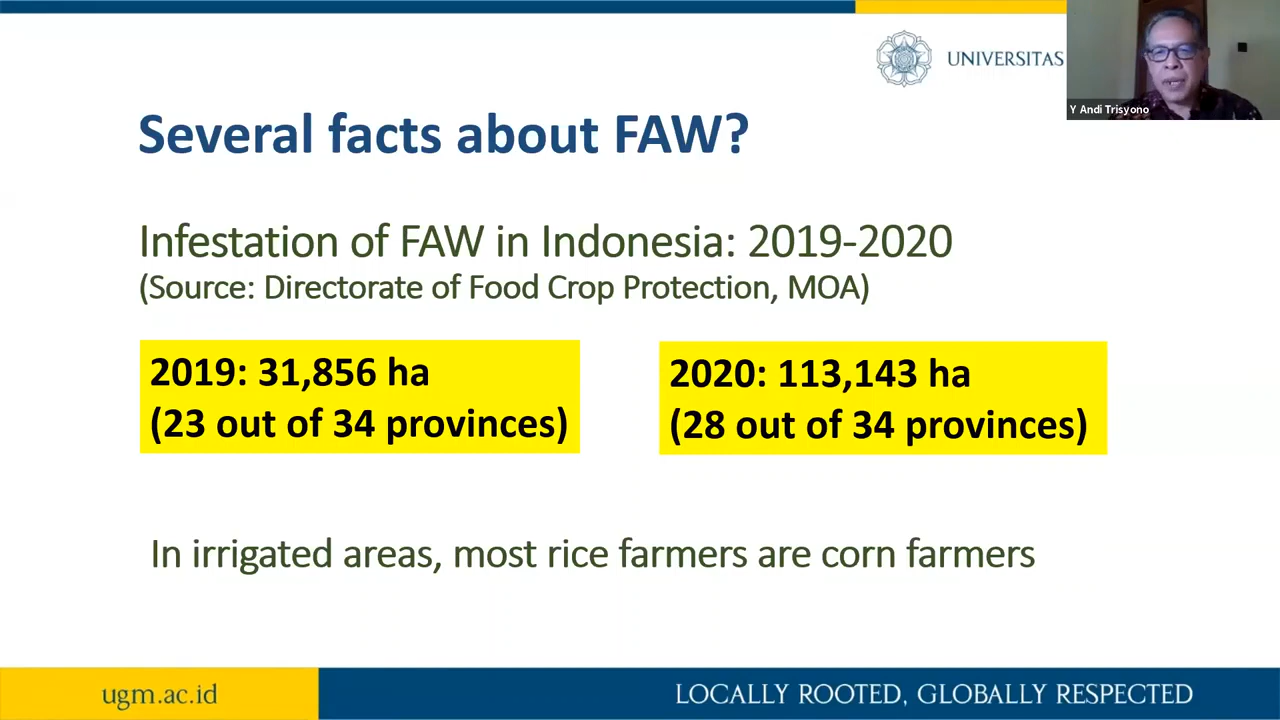 UNIVERSITAS
Y Andi Trisyono
Several facts about FAW?
Infestation of FAW in Indonesia: 2019-2020
(Source: Directorate of Food Crop Protection, MOA)
2019: 31,856 ha
(23 out of 34 provinces)
2020: 113,143 ha
(28 out of 34 provinces)
In irrigated areas, most rice farmers are corn farmers
ugm.ac.id
LOCALLY ROOTED, GLOBALLY RESPECTED